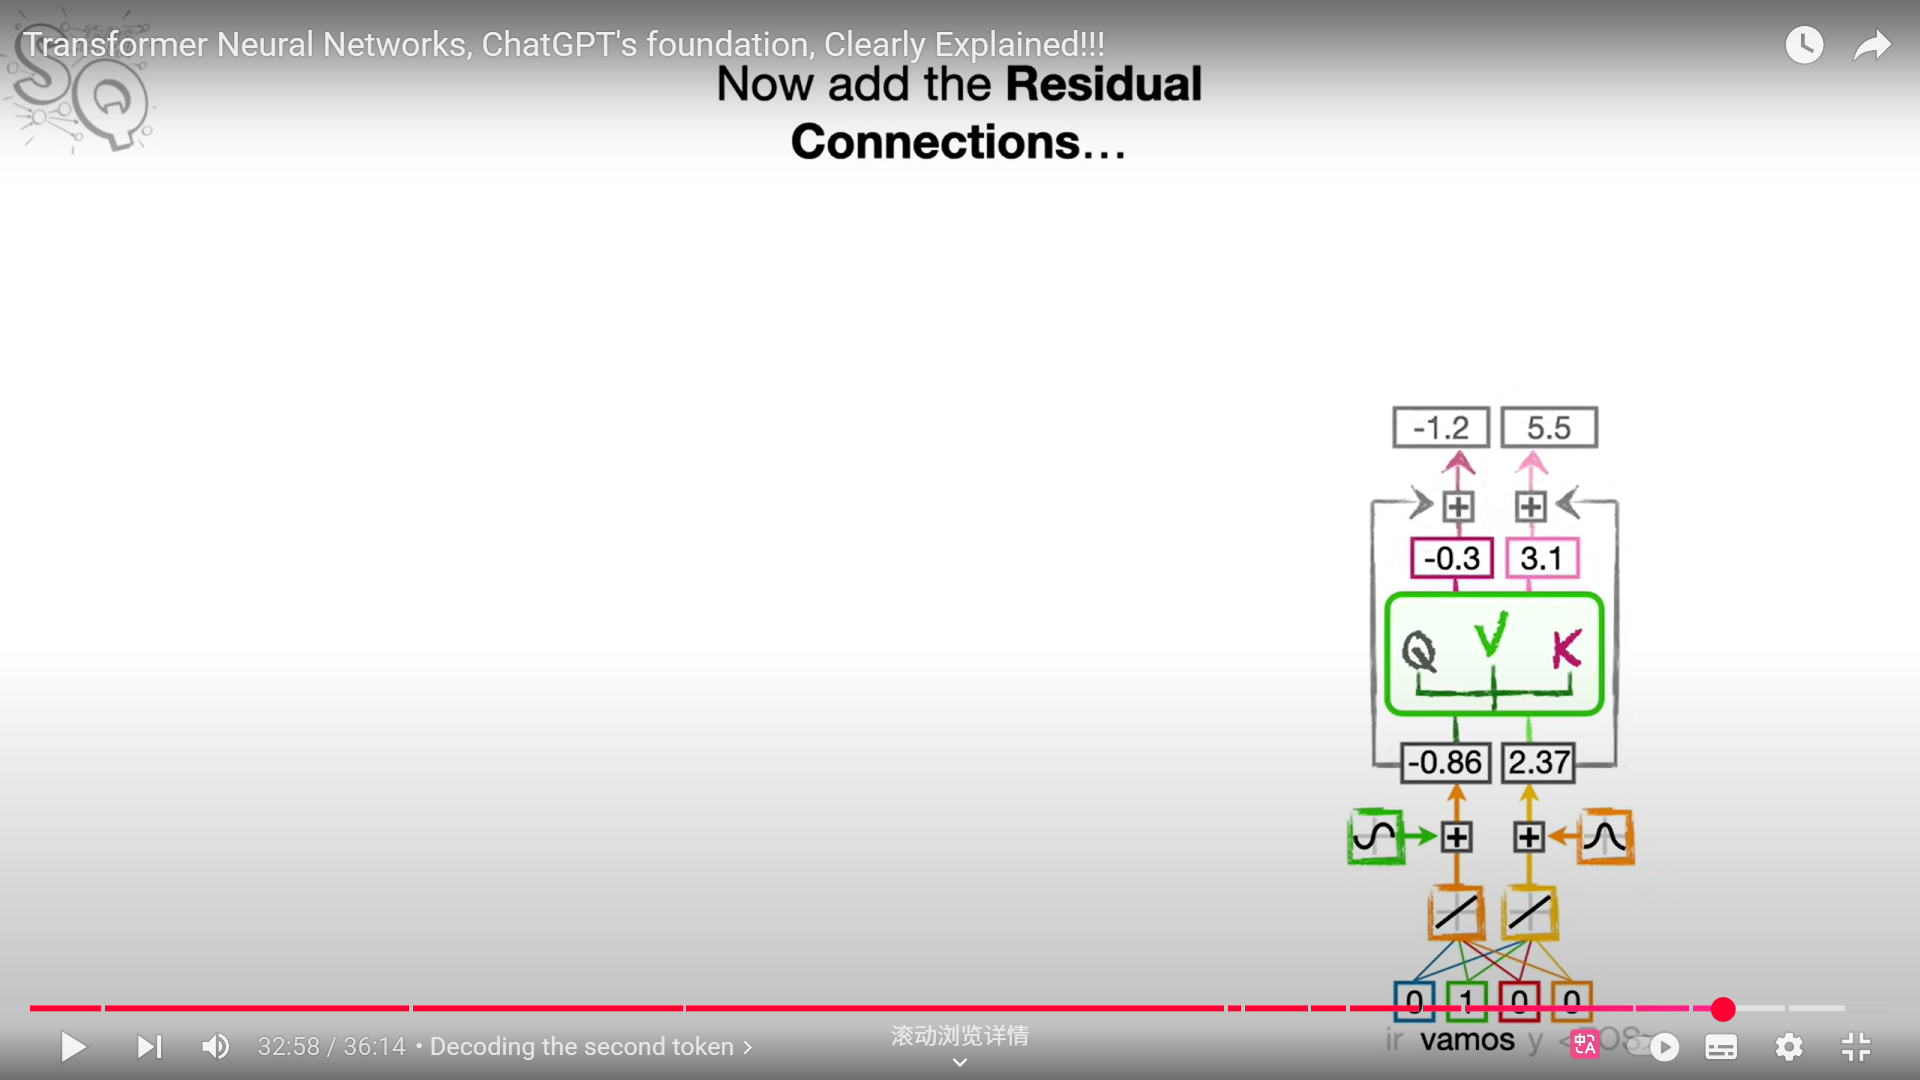 Transformer Neural Networks, ChatGPT's foundation, Clearly Explained!!!
SQ
Now add the Residual
Connections…
-1.2 5.5
+ +
-0.3 3.1
Q V K
-0.86 2.37
+ +
0 1 0 0
ir vamos y <EOS>
32:58 / 36:14 • Decoding the second token
滚动浏览详情